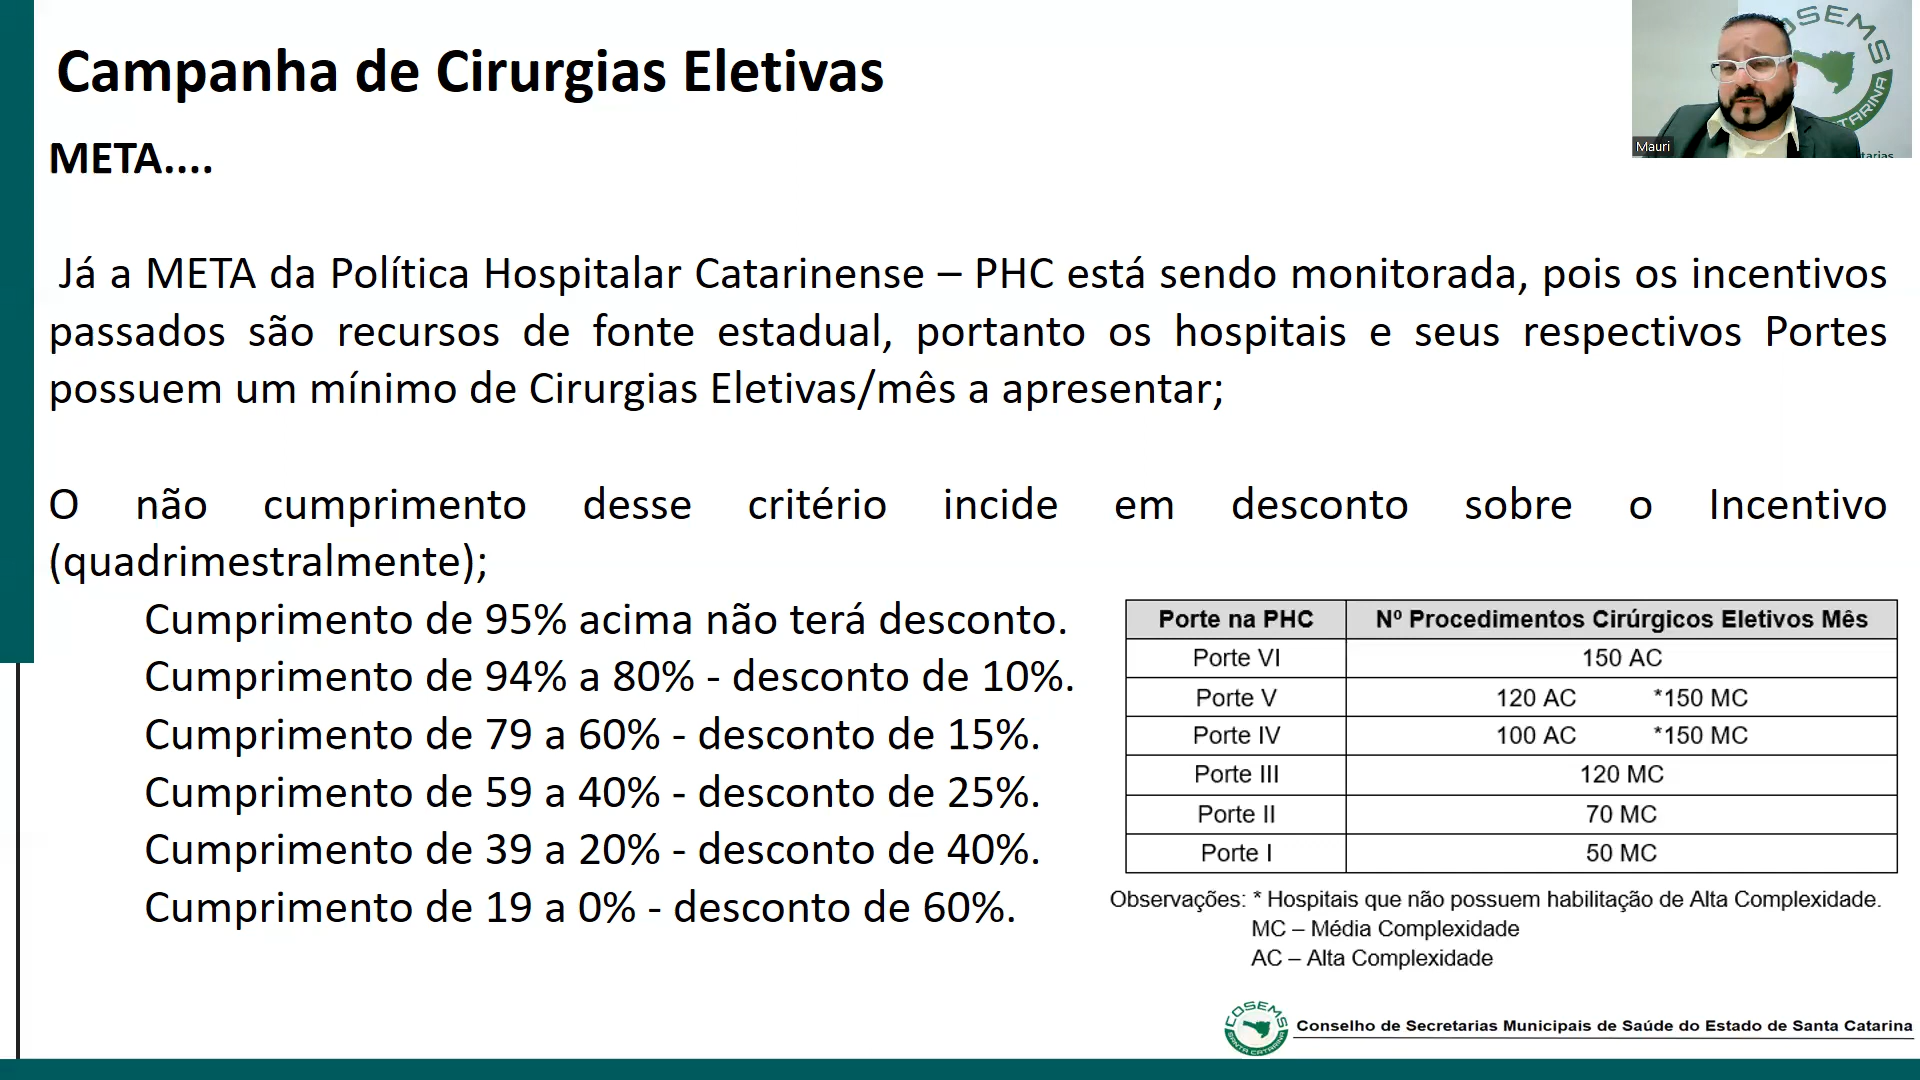 Campanha de Cirurgias Eletivas
META....
Já a META da Política Hospitalar Catarinense – PHC está sendo monitorada, pois os incentivos
passados são recursos de fonte estadual, portanto os hospitais e seus respectivos Portes
possuem um mínimo de Cirurgias Eletivas/mês a apresentar;
O não cumprimento desse critério incide em desconto sobre o Incentivo
(quadrimestralmente);
Cumprimento de 95% acima não terá desconto.
Cumprimento de 94% a 80% - desconto de 10%.
Cumprimento de 79 a 60% - desconto de 15%.
Cumprimento de 59 a 40% - desconto de 25%.
Cumprimento de 39 a 20% - desconto de 40%.
Cumprimento de 19 a 0% - desconto de 60%.
Porte na PHC Nº Procedimentos Cirúrgicos Eletivos Mês
Porte VI 150 AC
Porte V 120 AC *150 MC
Porte IV 100 AC *150 MC
Porte III 120 MC
Porte II 70 MC
Porte I 50 MC
Observações: * Hospitais que não possuem habilitação de Alta Complexidade.
MC – Média Complexidade
AC – Alta Complexidade
COSEMS
SANTA CATARINA
Conselho de Secretarias Municipais de Saúde do Estado de Santa Catarina
OSEMS
TARINA
tarias
Mauri